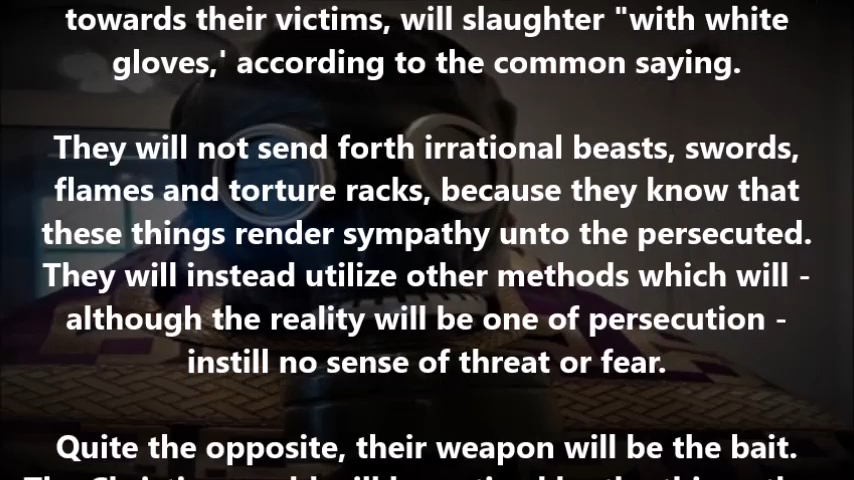 towards their victims, will slaughter "with white
gloves,' according to the common saying.
They will not send forth irrational beasts, swords,
flames and torture racks, because they know that
these things render sympathy unto the persecuted.
They will instead utilize other methods which will -
although the reality will be one of persecution -
instill no sense of threat or fear.
Quite the opposite, their weapon will be the bait.